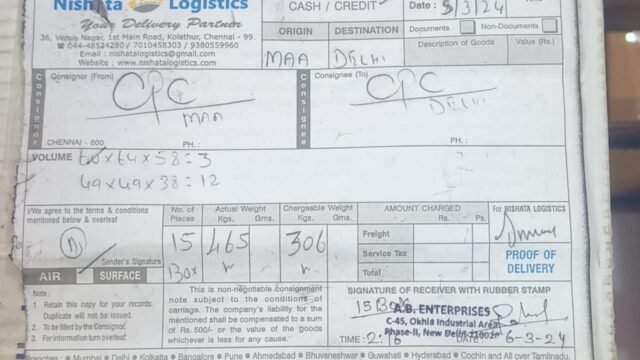 Nishata Logistics
Your Delivery Partner
36, Venus Nagar, 1st Main Road, Kolathur, Chennai - 99.
☎ 044-48524280 / 7010458303 / 9380559960
Email : nishatalogistics@gmail.com
Website : www.nishatalogistics.com
CASH / CREDIT
Date : 5/3/24
ORIGIN DESTINATION
MAA DELHI
Documents Non-Documents
Description of Goods Value (Rs.)
Consignor
Consignor (From)
CPC
MAA
CHENNAI - 600 PH. :
Consignee
Consignee (To)
CPC
DELHI
PH. :
VOLUME 60x64x58=3
49x49x38=12
I/We agree to the terms & conditions
mentioned below & overleaf
Sender's Signature
AIR SURFACE
No. of Pieces
15
Box
Actual Weight
Kgs. Gms.
465
Chargeable Weight
Kgs. Gms.
306
AMOUNT CHARGED
Rs. Ps.
Freight
Service Tax
Total
For NISHATA LOGISTICS
PROOF OF
DELIVERY
Note :
1. Retain this copy for your records.
Duplicate will not be issued.
2. To be filled by the Consignor.
3. For information turn overleaf.
This is non-negotiable consignment
note subject to the conditions of
carriage. The company's liability for the
mentioned shall be compensated to a sum
of Rs. 500/- or the value of the goods
whichever is less for any cause.
SIGNATURE OF RECEIVER WITH RUBBER STAMP
15 Box
A.B. ENTERPRISES
C-45, Okhla Industrial Area
Phase-II, New Delhi-110020
TIME : 2:16 DATE : 6-3-24
Branches : Mumbai / Delhi / Kolkatta / Bangalore / Pune / Ahmedabad / Bhuvaneshwar / Guwahati / Hyderabad / Cochin and All over Tamilnadu.